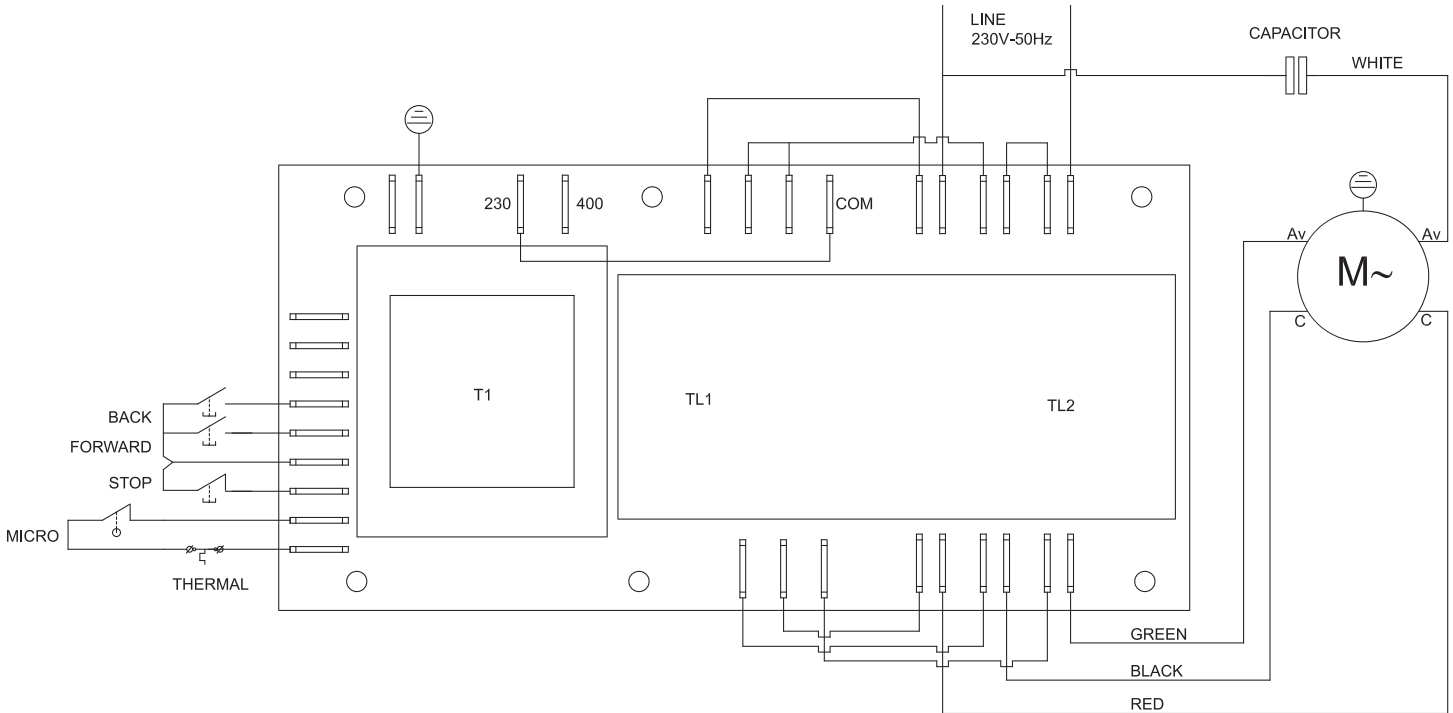 LINE
230V-50Hz
CAPACITOR
WHITE
230
400
COM
Av
Av
M~
C
C
T1
TL1
TL2
BACK
FORWARD
STOP
MICRO
THERMAL
GREEN
BLACK
RED